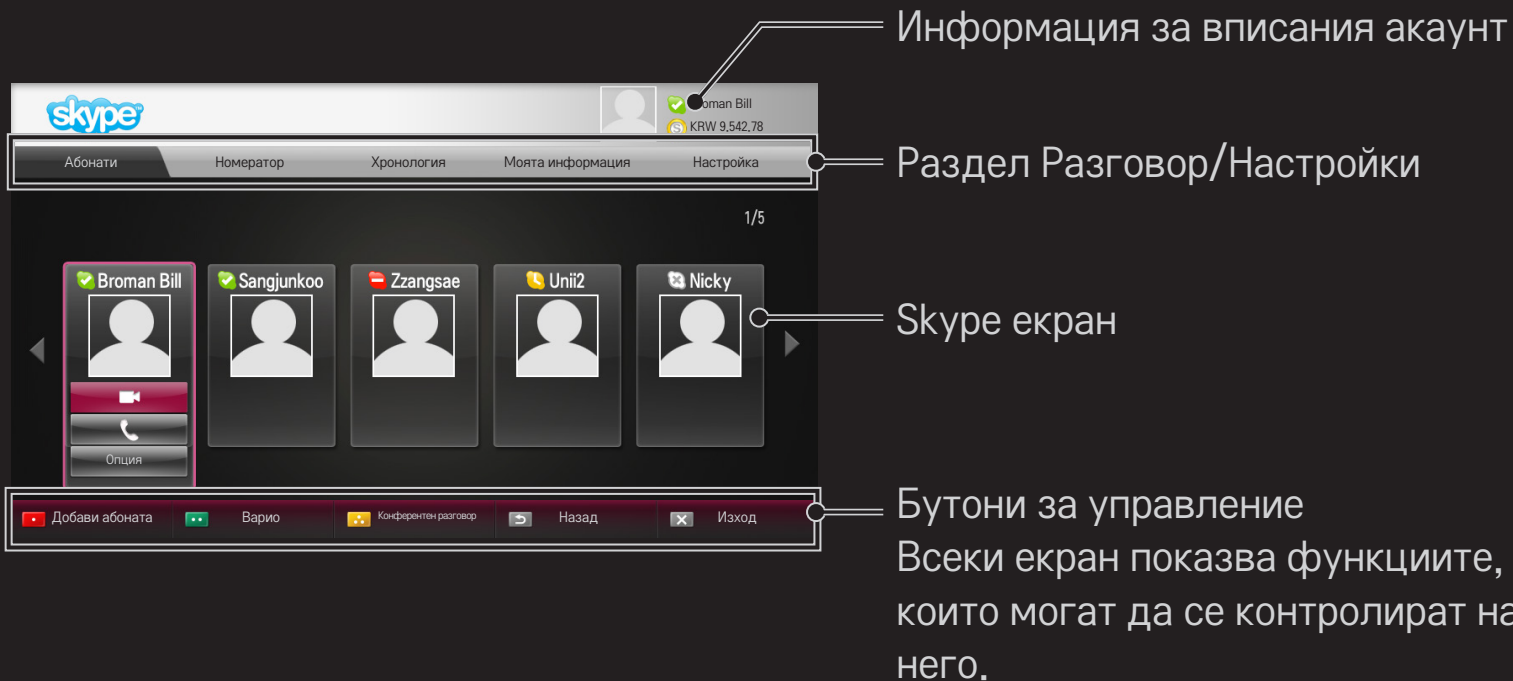 Информация за вписания акаунт
skype
Broman Bill
KRW 9,542,78
Абонати Номератор Хронология Моята информация Настройка
Раздел Разговор/Настройки
1/5
Broman Bill Sangjunkoo Zzangsae Unii2 Nicky
Skype екран
Опция
Добави абоната Варио Конферентен разговор Назад Изход
Бутони за управление
Всеки екран показва функциите,
които могат да се контролират на
него.